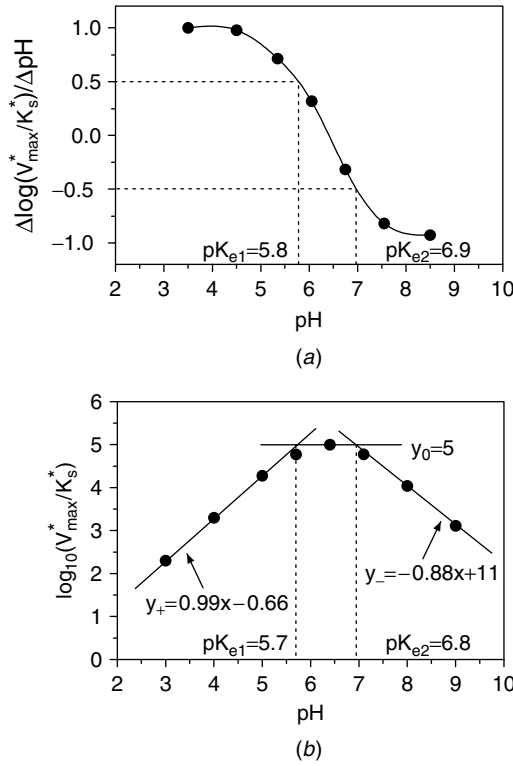 1.0
0.5
0.0
−0.5
−1.0
Δlog(V*max/K*s)/ΔpH
pKe1=5.8
pKe2=6.9
2 3 4 5 6 7 8 9 10
pH
(a)
6
5
4
3
2
1
0
log10(V*max/K*s)
y0=5
y+=0.99x−0.66
y−=−0.88x+11
pKe1=5.7
pKe2=6.8
2 3 4 5 6 7 8 9 10
pH
(b)